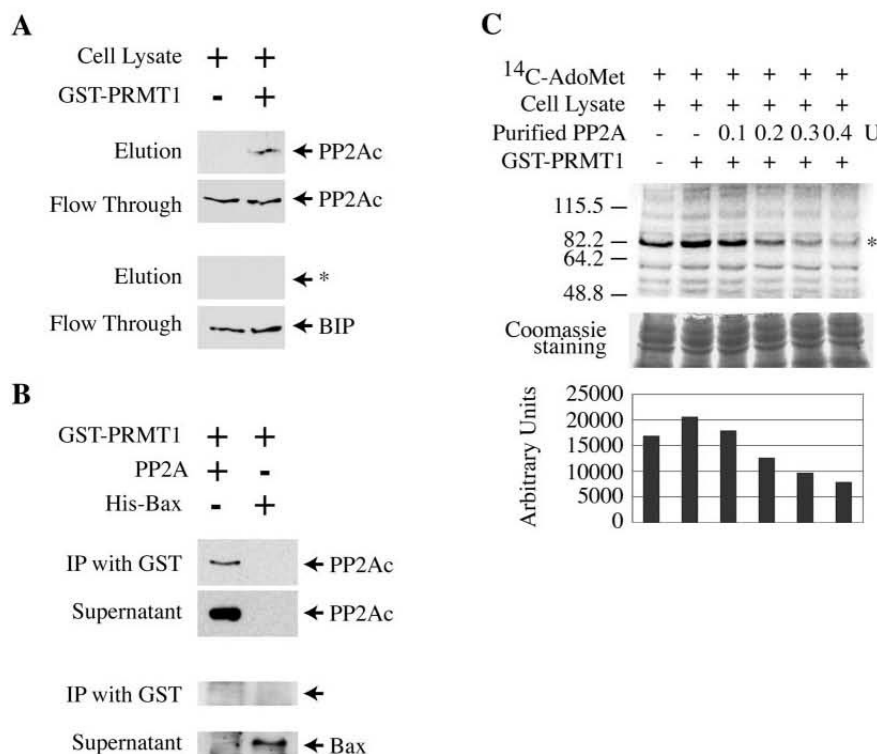 A
Cell Lysate + +
GST-PRMT1 - +
Elution PP2Ac
Flow Through PP2Ac
Elution *
Flow Through BIP
B
GST-PRMT1 + +
PP2A + -
His-Bax - +
IP with GST PP2Ac
Supernatant PP2Ac
IP with GST
Supernatant Bax
C
14C-AdoMet + + + + + +
Cell Lysate + + + + + +
Purified PP2A - - 0.1 0.2 0.3 0.4 U
GST-PRMT1 - + + + + +
115.5
82.2 *
64.2
48.8
Coomassie
staining
Arbitrary Units
25000
20000
15000
10000
5000
0